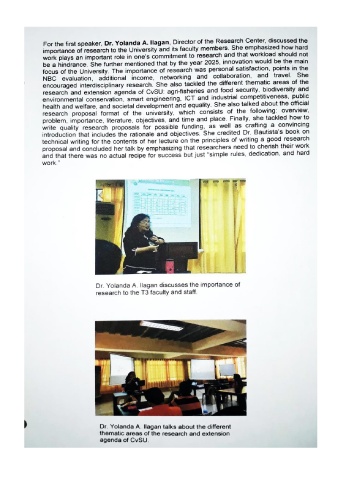 For the first speaker, Dr. Yolanda A. Ilagan, Director of the Research Center, discussed the
importance of research to the University and its faculty members. She emphasized how hard
work plays an important role in one's commitment to research and that workload should not
be a hindrance. She further mentioned that by the year 2025, innovation would be the main
focus of the University. The importance of research was personal satisfaction, points in the
NBC evaluation, additional income, networking and collaboration, and travel. She
encouraged interdisciplinary research. She also tackled the different thematic areas of the
research and extension agenda of CvSU: agri-fisheries and food security, biodiversity and
environmental conservation, smart engineering, ICT and industrial competitiveness, public
health and welfare, and societal development and equality. She also talked about the official
research proposal format of the university, which consists of the following: overview,
problem, importance, literature, objectives, and time and place. Finally, she tackled how to
write quality research proposals for possible funding, as well as crafting a convincing
introduction that includes the rationale and objectives. She credited Dr. Bautista's book on
technical writing for the contents of her lecture on the principles of writing a good research
proposal and concluded her talk by emphasizing that researchers need to cherish their work
and that there was no actual recipe for success but just "simple rules, dedication, and hard
work."
Dr. Yolanda A. Ilagan discusses the importance of
research to the T3 faculty and staff.
Dr. Yolanda A. Ilagan talks about the different
thematic areas of the research and extension
agenda of CvSU.